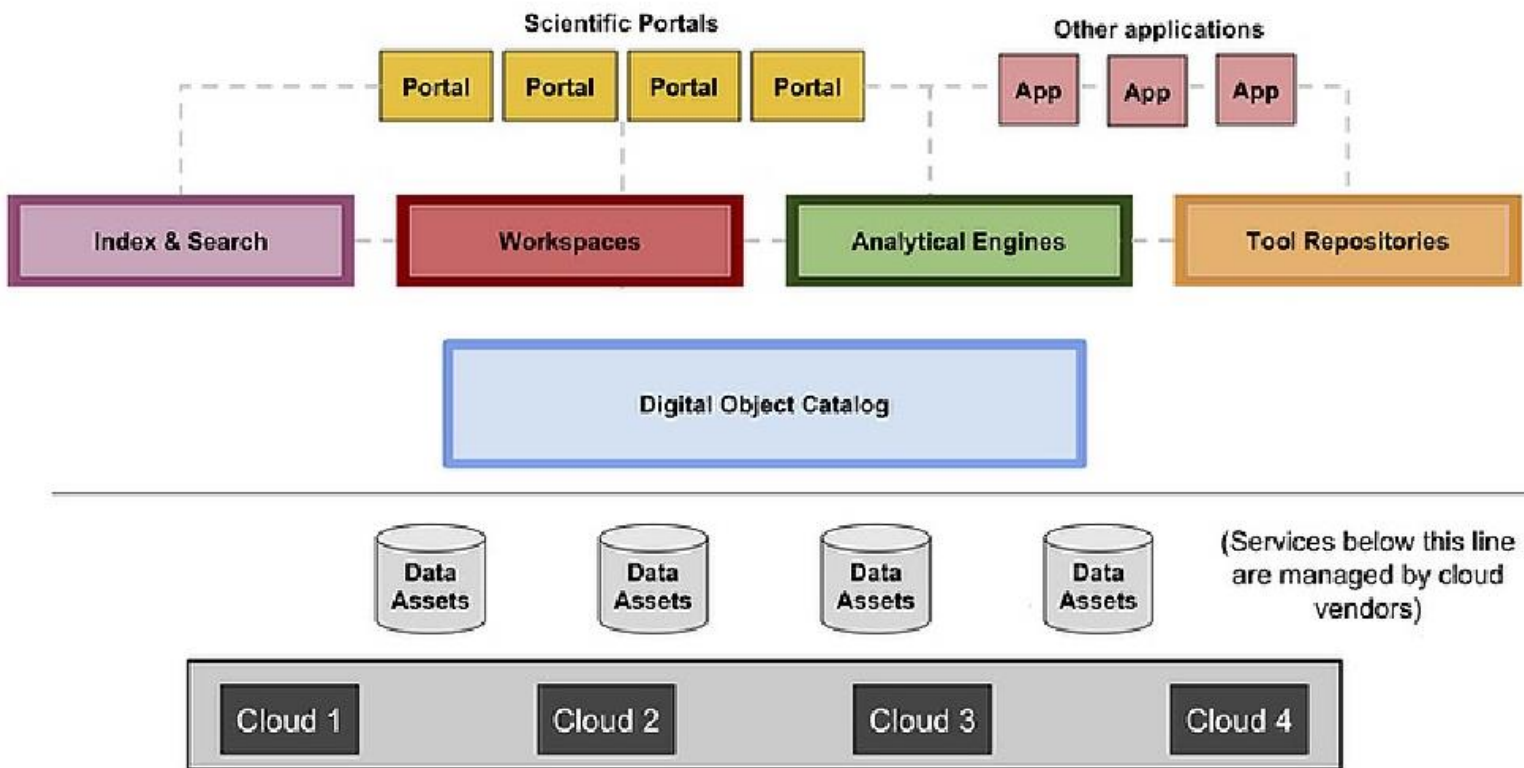 Scientific Portals
Other applications
Portal
Portal
Portal
Portal
App
App
App
Index & Search
Workspaces
Analytical Engines
Tool Repositories
Digital Object Catalog
Data
Assets
Data
Assets
Data
Assets
Data
Assets
(Services below this line
are managed by cloud
vendors)
Cloud 1
Cloud 2
Cloud 3
Cloud 4